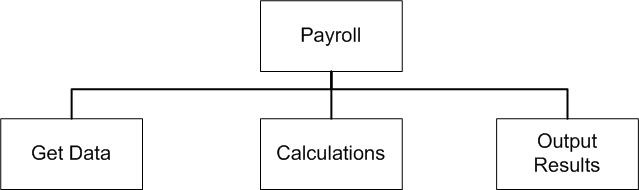 Payroll
Get Data
Calculations
Output
Results